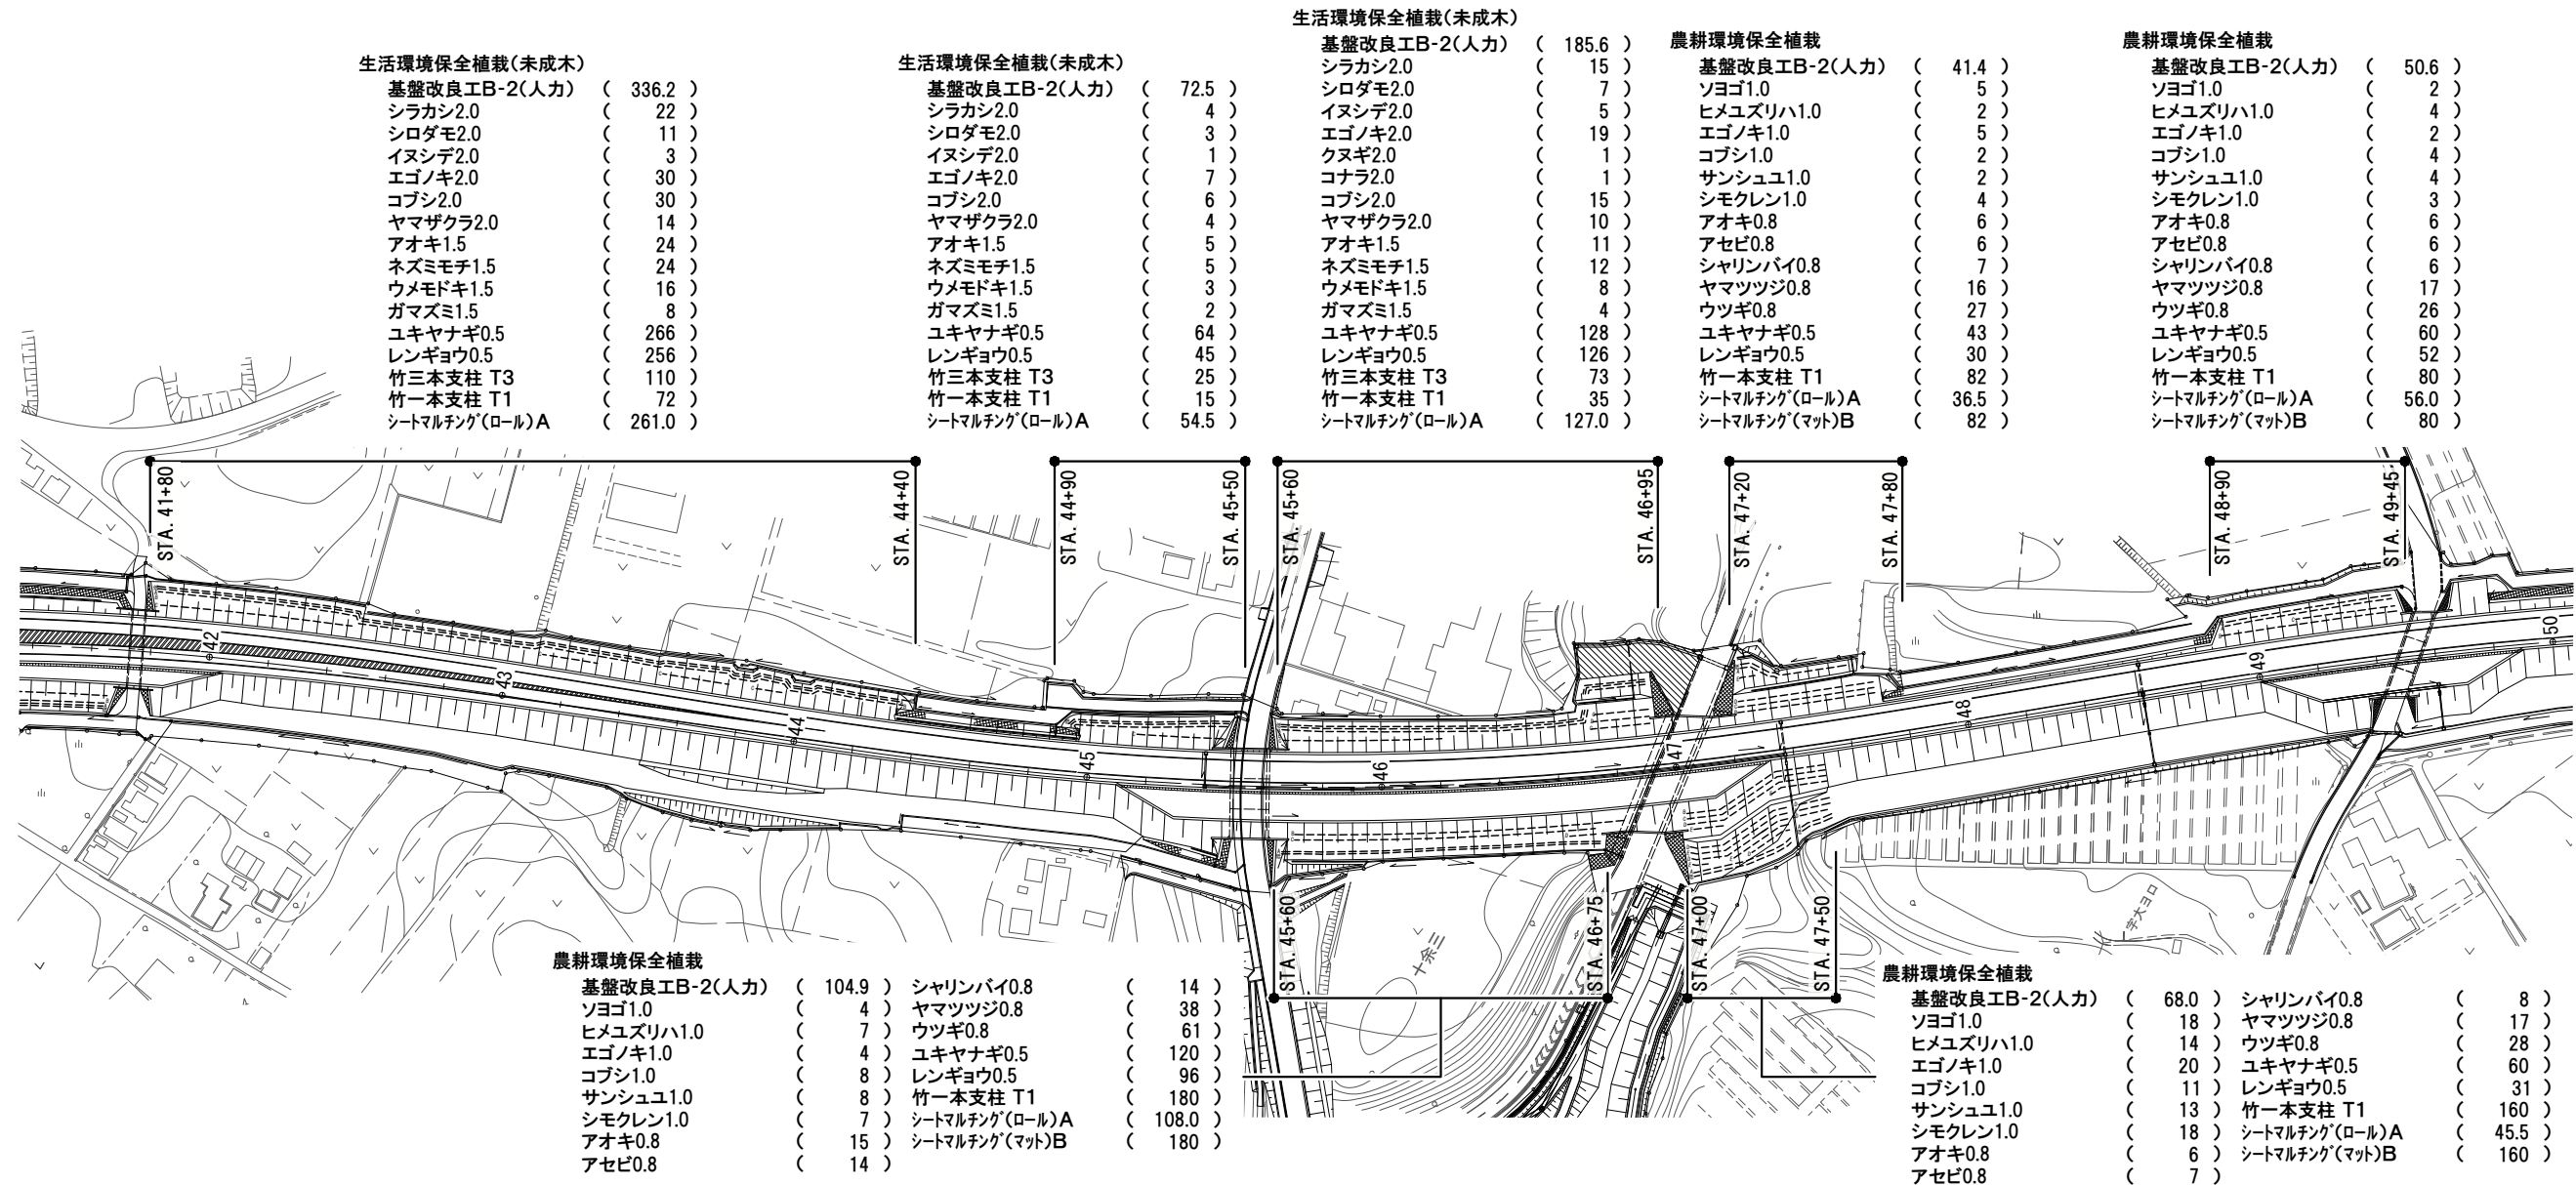 生活環境保全植栽(未成木)
基盤改良工B-2(人力) ( 336.2 )
シラカシ2.0 ( 22 )
シロダモ2.0 ( 11 )
イヌシデ2.0 ( 3 )
エゴノキ2.0 ( 30 )
コブシ2.0 ( 30 )
ヤマザクラ2.0 ( 14 )
アオキ1.5 ( 24 )
ネズミモチ1.5 ( 24 )
ウメモドキ1.5 ( 16 )
ガマズミ1.5 ( 8 )
ユキヤナギ0.5 ( 266 )
レンギョウ0.5 ( 256 )
竹三本支柱 T3 ( 110 )
竹一本支柱 T1 ( 72 )
シートマルチング(ロール)A ( 261.0 )
生活環境保全植栽(未成木)
基盤改良工B-2(人力) ( 72.5 )
シラカシ2.0 ( 4 )
シロダモ2.0 ( 3 )
イヌシデ2.0 ( 1 )
エゴノキ2.0 ( 7 )
コブシ2.0 ( 6 )
ヤマザクラ2.0 ( 4 )
アオキ1.5 ( 5 )
ネズミモチ1.5 ( 5 )
ウメモドキ1.5 ( 3 )
ガマズミ1.5 ( 2 )
ユキヤナギ0.5 ( 64 )
レンギョウ0.5 ( 45 )
竹三本支柱 T3 ( 25 )
竹一本支柱 T1 ( 15 )
シートマルチング(ロール)A ( 54.5 )
生活環境保全植栽(未成木)
基盤改良工B-2(人力) ( 185.6 )
シラカシ2.0 ( 15 )
シロダモ2.0 ( 7 )
イヌシデ2.0 ( 5 )
エゴノキ2.0 ( 19 )
クヌギ2.0 ( 1 )
コナラ2.0 ( 1 )
コブシ2.0 ( 15 )
ヤマザクラ2.0 ( 10 )
アオキ1.5 ( 11 )
ネズミモチ1.5 ( 12 )
ウメモドキ1.5 ( 8 )
ガマズミ1.5 ( 4 )
ユキヤナギ0.5 ( 128 )
レンギョウ0.5 ( 126 )
竹三本支柱 T3 ( 73 )
竹一本支柱 T1 ( 35 )
シートマルチング(ロール)A ( 127.0 )
農耕環境保全植栽
基盤改良工B-2(人力) ( 41.4 )
ソヨゴ1.0 ( 5 )
ヒメユズリハ1.0 ( 2 )
エゴノキ1.0 ( 5 )
コブシ1.0 ( 2 )
サンシュユ1.0 ( 2 )
シモクレン1.0 ( 4 )
アオキ0.8 ( 6 )
アセビ0.8 ( 6 )
シャリンバイ0.8 ( 7 )
ヤマツツジ0.8 ( 16 )
ウツギ0.8 ( 27 )
ユキヤナギ0.5 ( 43 )
レンギョウ0.5 ( 30 )
竹一本支柱 T1 ( 82 )
シートマルチング(ロール)A ( 36.5 )
シートマルチング(マット)B ( 82 )
農耕環境保全植栽
基盤改良工B-2(人力) ( 50.6 )
ソヨゴ1.0 ( 2 )
ヒメユズリハ1.0 ( 4 )
エゴノキ1.0 ( 2 )
コブシ1.0 ( 4 )
サンシュユ1.0 ( 4 )
シモクレン1.0 ( 3 )
アオキ0.8 ( 6 )
アセビ0.8 ( 6 )
シャリンバイ0.8 ( 6 )
ヤマツツジ0.8 ( 17 )
ウツギ0.8 ( 26 )
ユキヤナギ0.5 ( 60 )
レンギョウ0.5 ( 52 )
竹一本支柱 T1 ( 80 )
シートマルチング(ロール)A ( 56.0 )
シートマルチング(マット)B ( 80 )
STA. 41+80
STA. 44+40
STA. 44+90
STA. 45+50
STA. 45+60
STA. 46+95
STA. 47+20
STA. 47+80
STA. 48+90
STA. 49+45
42
43
44
45
46
47
48
49
50
STA. 45+60
STA. 46+75
STA. 47+00
STA. 47+50
十余三
字大ヨロ
農耕環境保全植栽
基盤改良工B-2(人力) ( 104.9 ) シャリンバイ0.8 ( 14 )
ソヨゴ1.0 ( 4 ) ヤマツツジ0.8 ( 38 )
ヒメユズリハ1.0 ( 7 ) ウツギ0.8 ( 61 )
エゴノキ1.0 ( 4 ) ユキヤナギ0.5 ( 120 )
コブシ1.0 ( 8 ) レンギョウ0.5 ( 96 )
サンシュユ1.0 ( 8 ) 竹一本支柱 T1 ( 180 )
シモクレン1.0 ( 7 ) シートマルチング(ロール)A ( 108.0 )
アオキ0.8 ( 15 ) シートマルチング(マット)B ( 180 )
アセビ0.8 ( 14 )
農耕環境保全植栽
基盤改良工B-2(人力) ( 68.0 ) シャリンバイ0.8 ( 8 )
ソヨゴ1.0 ( 18 ) ヤマツツジ0.8 ( 17 )
ヒメユズリハ1.0 ( 14 ) ウツギ0.8 ( 28 )
エゴノキ1.0 ( 20 ) ユキヤナギ0.5 ( 60 )
コブシ1.0 ( 11 ) レンギョウ0.5 ( 31 )
サンシュユ1.0 ( 13 ) 竹一本支柱 T1 ( 160 )
シモクレン1.0 ( 18 ) シートマルチング(ロール)A ( 45.5 )
アオキ0.8 ( 6 ) シートマルチング(マット)B ( 160 )
アセビ0.8 ( 7 )